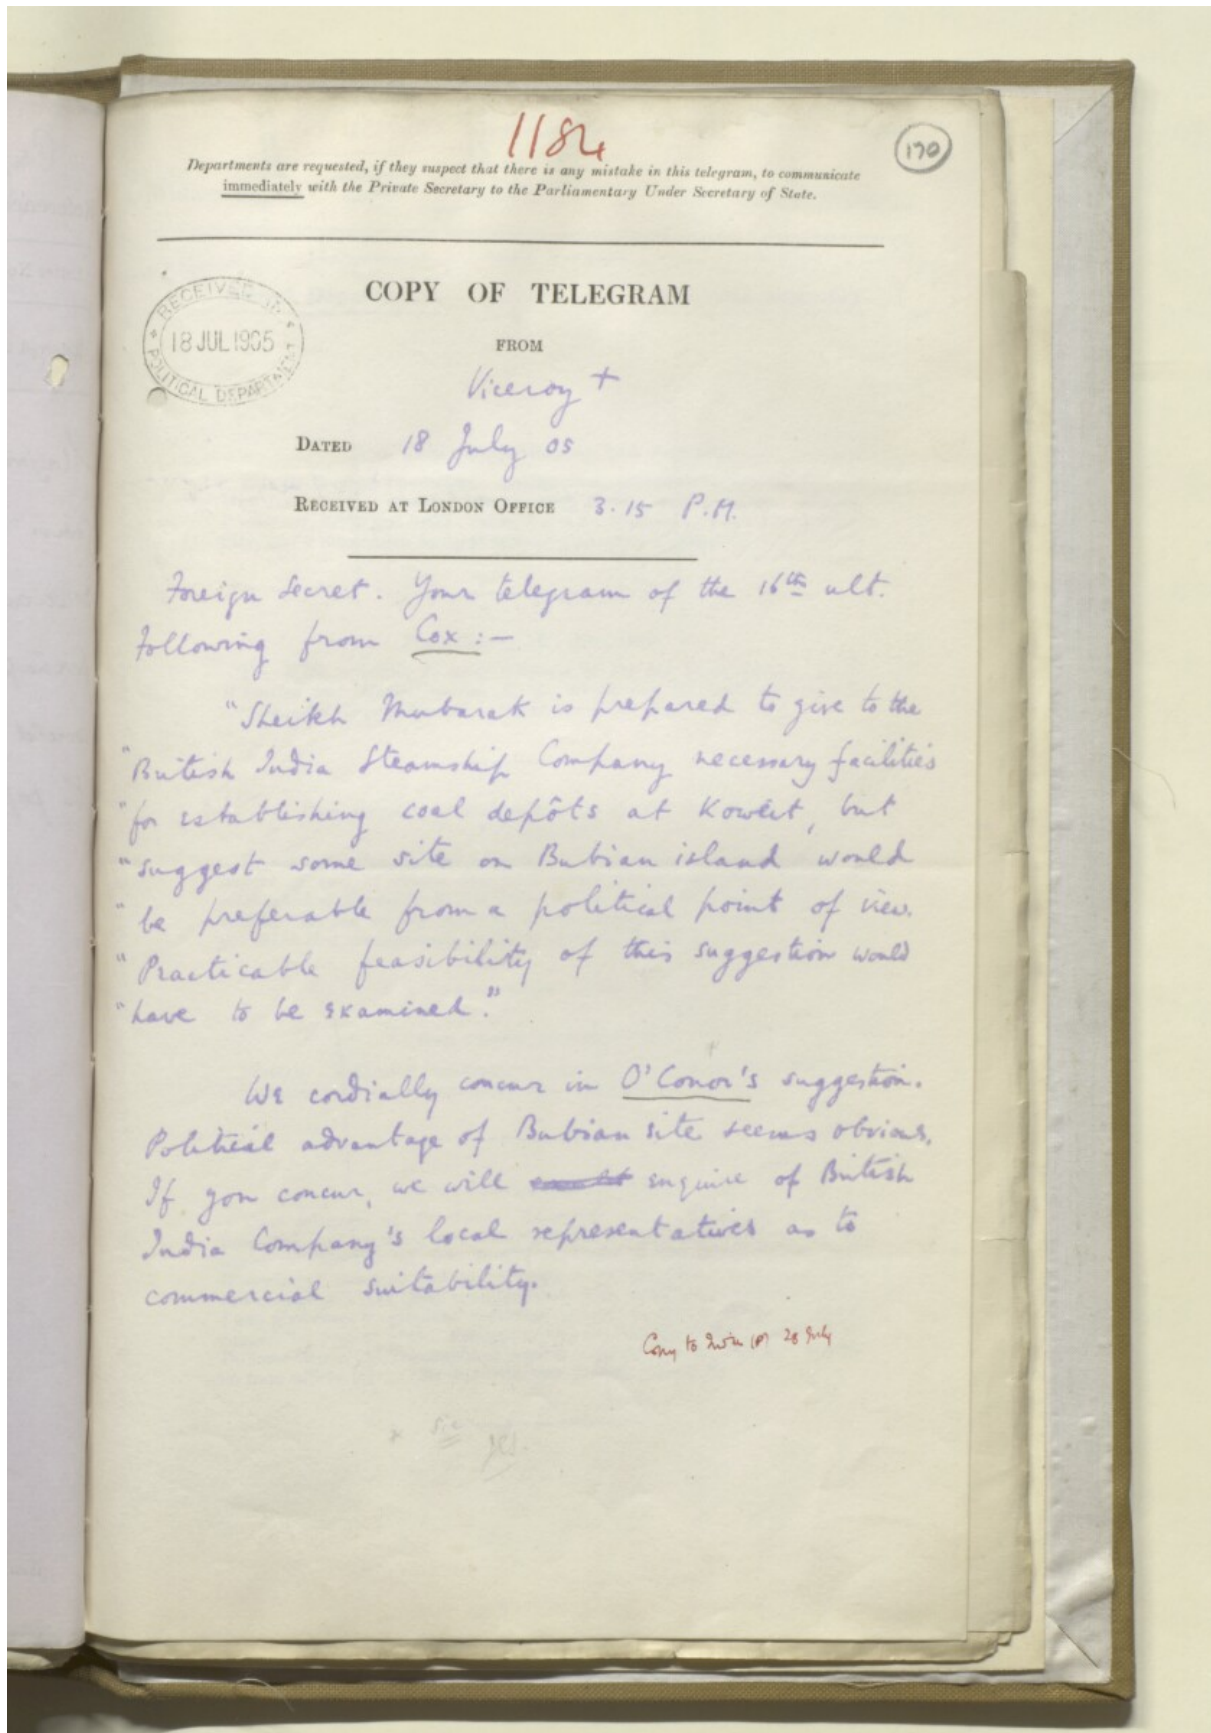 1184
170
Departments are requested, if they suspect that there is any mistake in this telegram, to communicate
immediately with the Private Secretary to the Parliamentary Under Secretary of State.
RECEIVED IN
18 JUL 1905
POLITICAL DEPARTMENT
COPY OF TELEGRAM
FROM
Viceroy +
DATED 18 July 05
RECEIVED AT LONDON OFFICE 3.15 P.M.
Foreign Secret. Your telegram of the 16th ult.
Following from Cox :—
"Sheikh Mubarak is prepared to give to the
"British India Steamship Company necessary facilities
"for establishing coal depôts at Koweit, but
"suggest some site on Bubian island would
"be preferable from a political point of view.
"Practicable feasibility of this suggestion would
"have to be examined."
We cordially concur in O'Conor's suggestion.
Political advantage of Bubian site seems obvious.
If you concur, we will enquire of British
India Company's local representatives as to
commercial suitability.
Copy to India 28 July
* sic